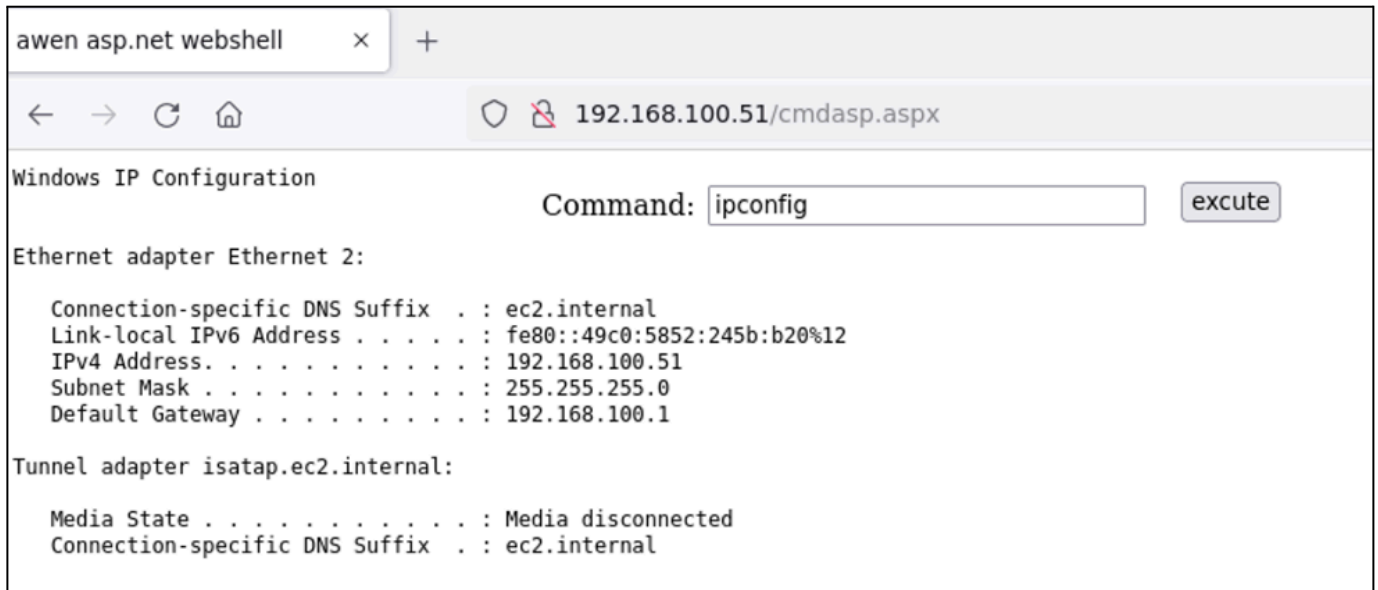 awen asp.net webshell
192.168.100.51/cmdasp.aspx
Windows IP Configuration
Command: ipconfig excute
Ethernet adapter Ethernet 2:
Connection-specific DNS Suffix . : ec2.internal
Link-local IPv6 Address . . . . . : fe80::49c0:5852:245b:b20%12
IPv4 Address. . . . . . . . . . . : 192.168.100.51
Subnet Mask . . . . . . . . . . . : 255.255.255.0
Default Gateway . . . . . . . . . : 192.168.100.1
Tunnel adapter isatap.ec2.internal:
Media State . . . . . . . . . . . : Media disconnected
Connection-specific DNS Suffix . : ec2.internal